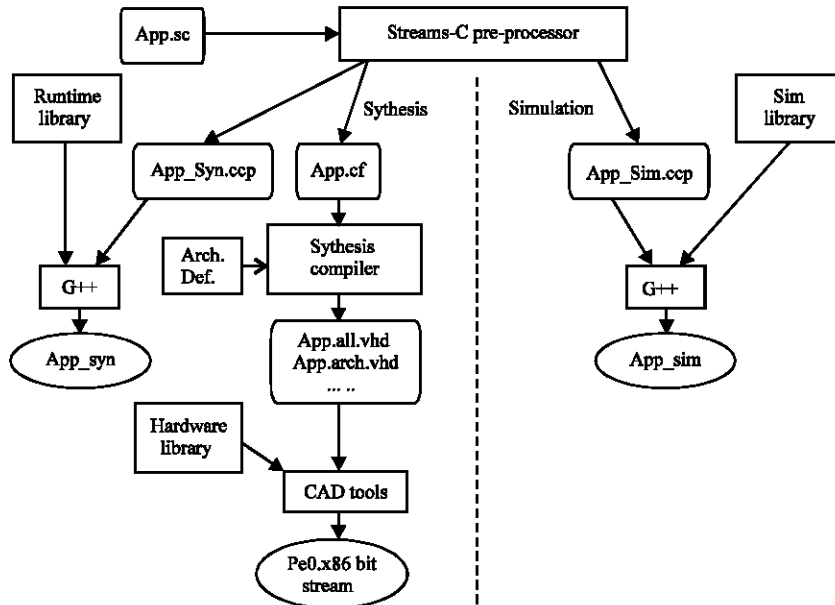 App.sc
Streams-C pre-processor
Runtime
library
Sythesis
Simulation
Sim
library
App_Syn.ccp
App.cf
App_Sim.ccp
Arch.
Def.
Sythesis
compiler
G++
G++
App_syn
App.all.vhd
App.arch.vhd
... ..
App_sim
Hardware
library
CAD tools
Pe0.x86 bit
stream